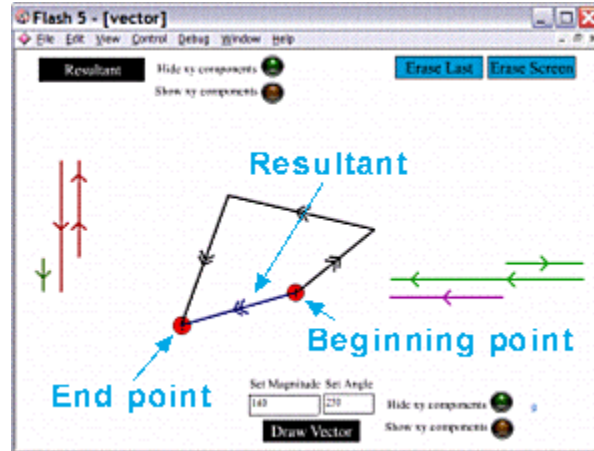 Flash 5 - [vector]
File Edit View Control Debug Window Help
Resultant
Hide xy components
Show xy components
Erase Last
Erase Screen
Resultant
Beginning point
End point
Set Magnitude Set Angle
140
Draw Vector
Hide xy components
Show xy components